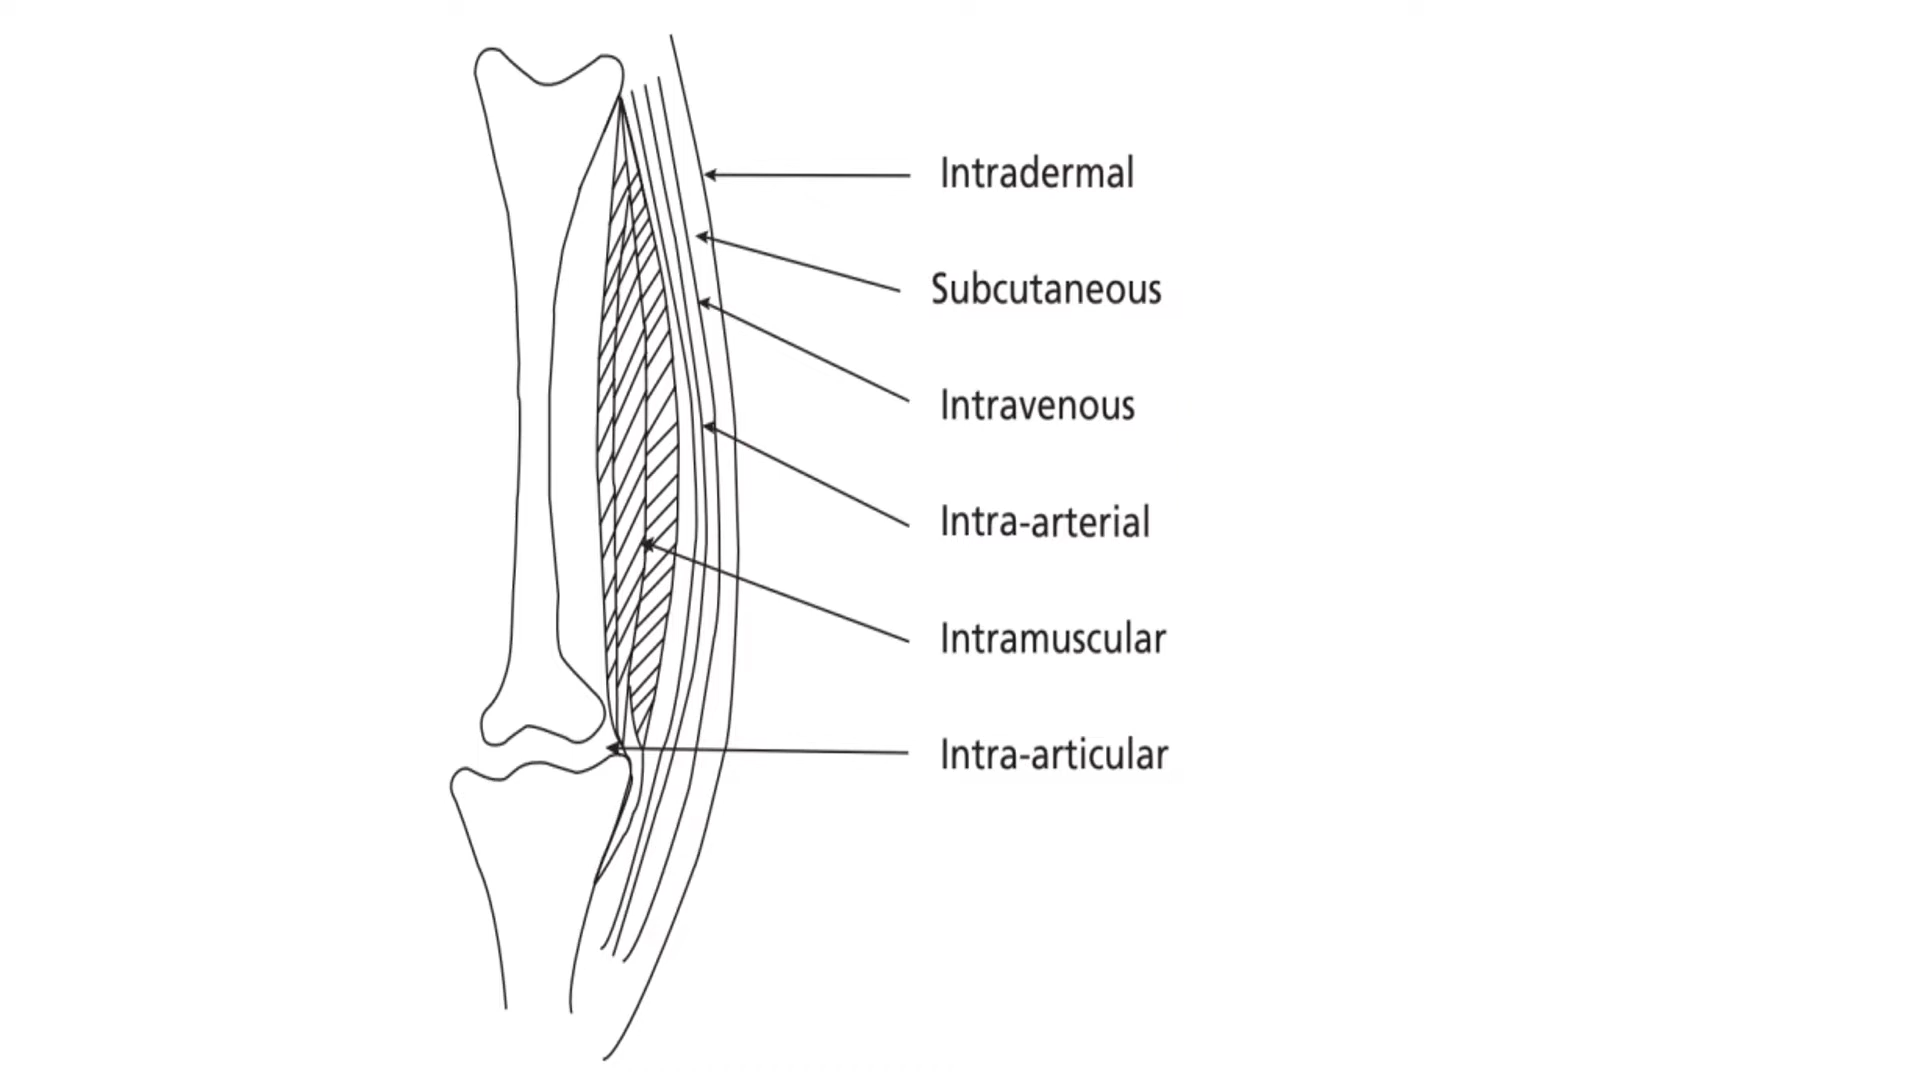 Intradermal
Subcutaneous
Intravenous
Intra-arterial
Intramuscular
Intra-articular